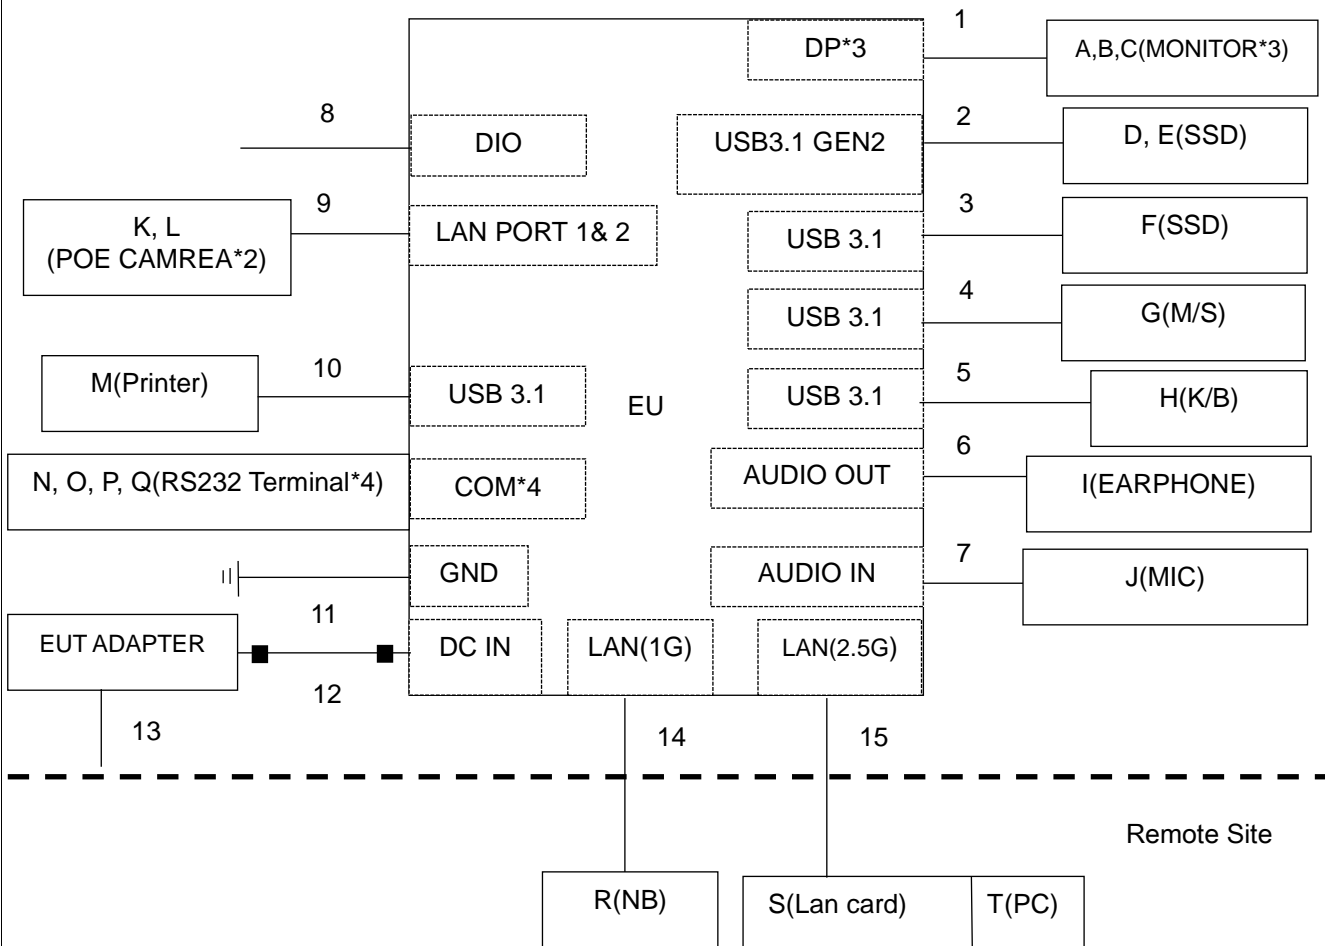 1
DP*3
A,B,C(MONITOR*3)
8
2
DIO
USB3.1 GEN2
D, E(SSD)
9
3
K, L
(POE CAMREA*2)
LAN PORT 1& 2
USB 3.1
F(SSD)
4
USB 3.1
G(M/S)
10
5
M(Printer)
USB 3.1
EU
USB 3.1
H(K/B)
6
N, O, P, Q(RS232 Terminal*4)
COM*4
AUDIO OUT
I(EARPHONE)
7
GND
AUDIO IN
J(MIC)
11
EUT ADAPTER
DC IN
LAN(1G)
LAN(2.5G)
12
13
14
15
Remote Site
R(NB)
S(Lan card)
T(PC)